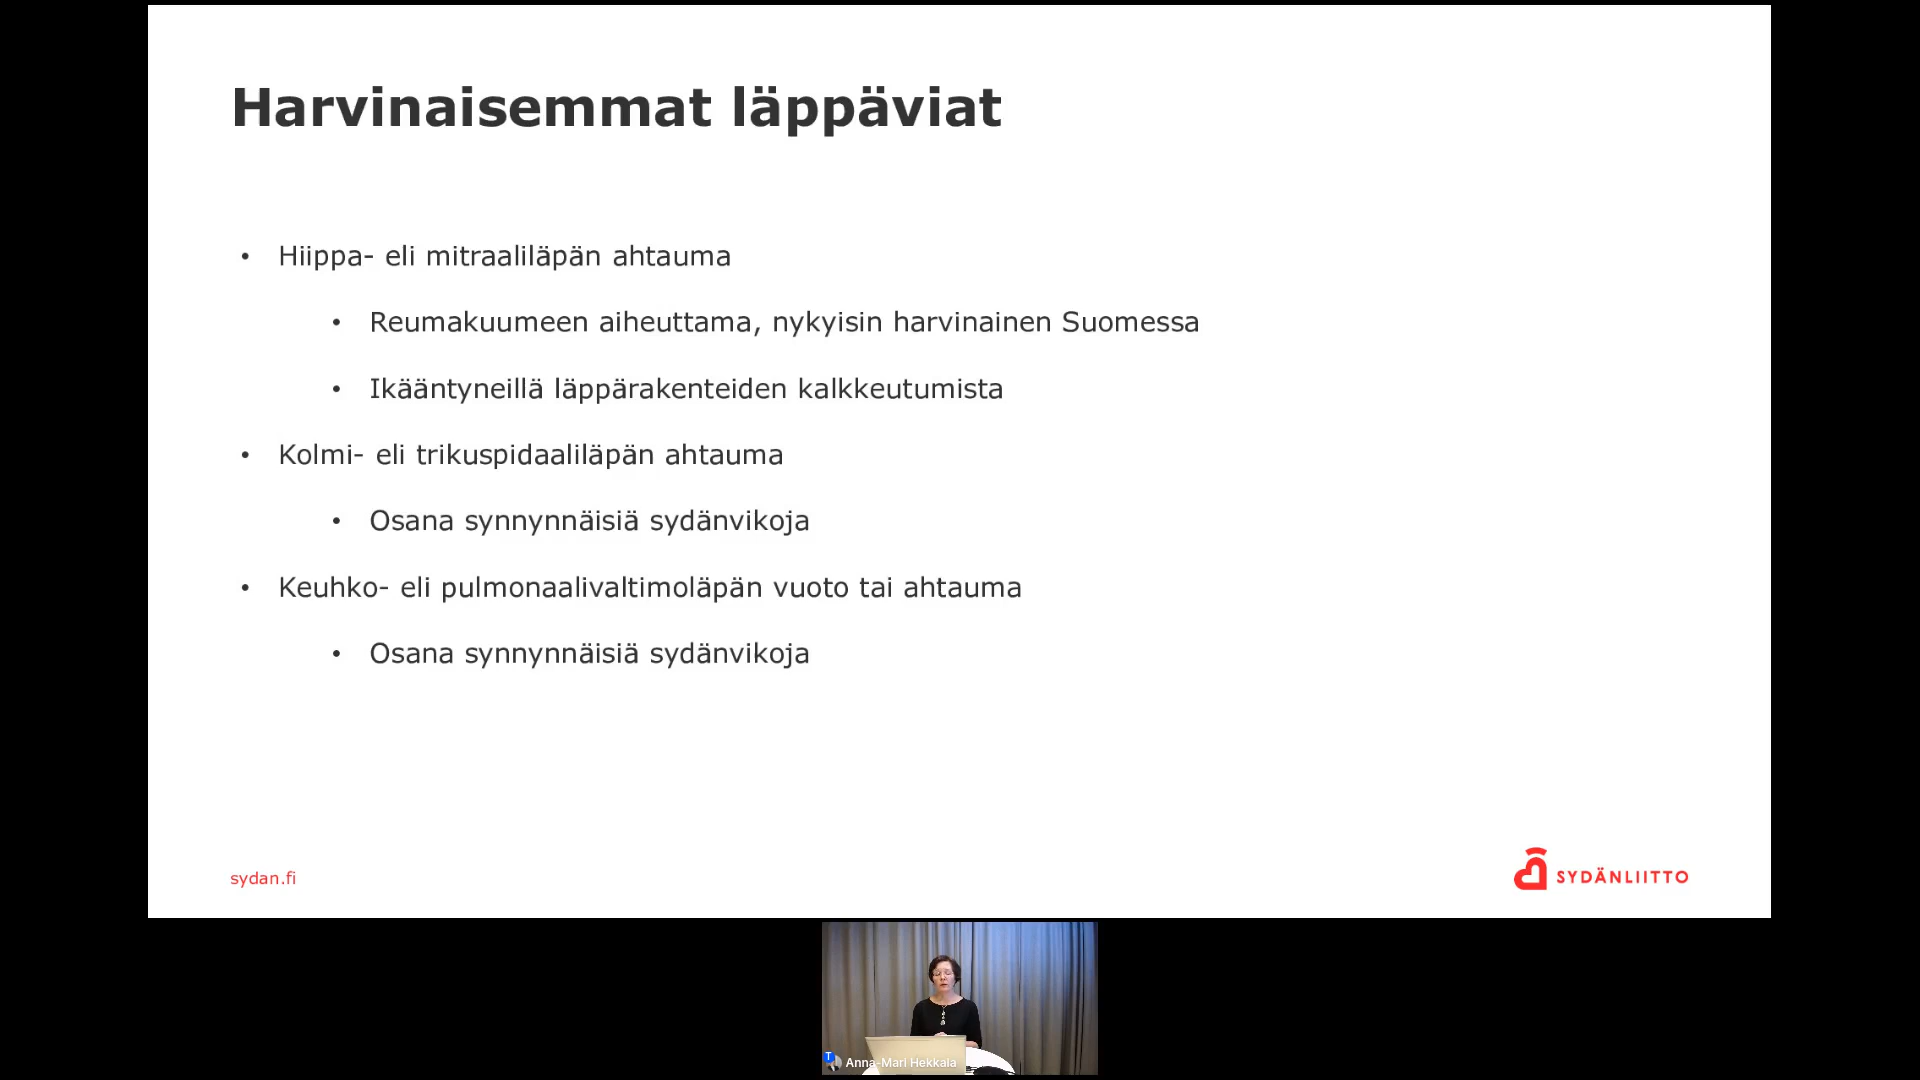 Harvinaisemmat läppäviat
• Hiippa- eli mitraaliläpän ahtauma
• Reumakuumeen aiheuttama, nykyisin harvinainen Suomessa
• Ikääntyneillä läppärakenteiden kalkkeutumista
• Kolmi- eli trikuspidaaliläpän ahtauma
• Osana synnynnäisiä sydänvikoja
• Keuhko- eli pulmonaalivaltimoläpän vuoto tai ahtauma
• Osana synnynnäisiä sydänvikoja
sydan.fi
SYDÄNLIITTO
T
Anna-Mari Hekkala